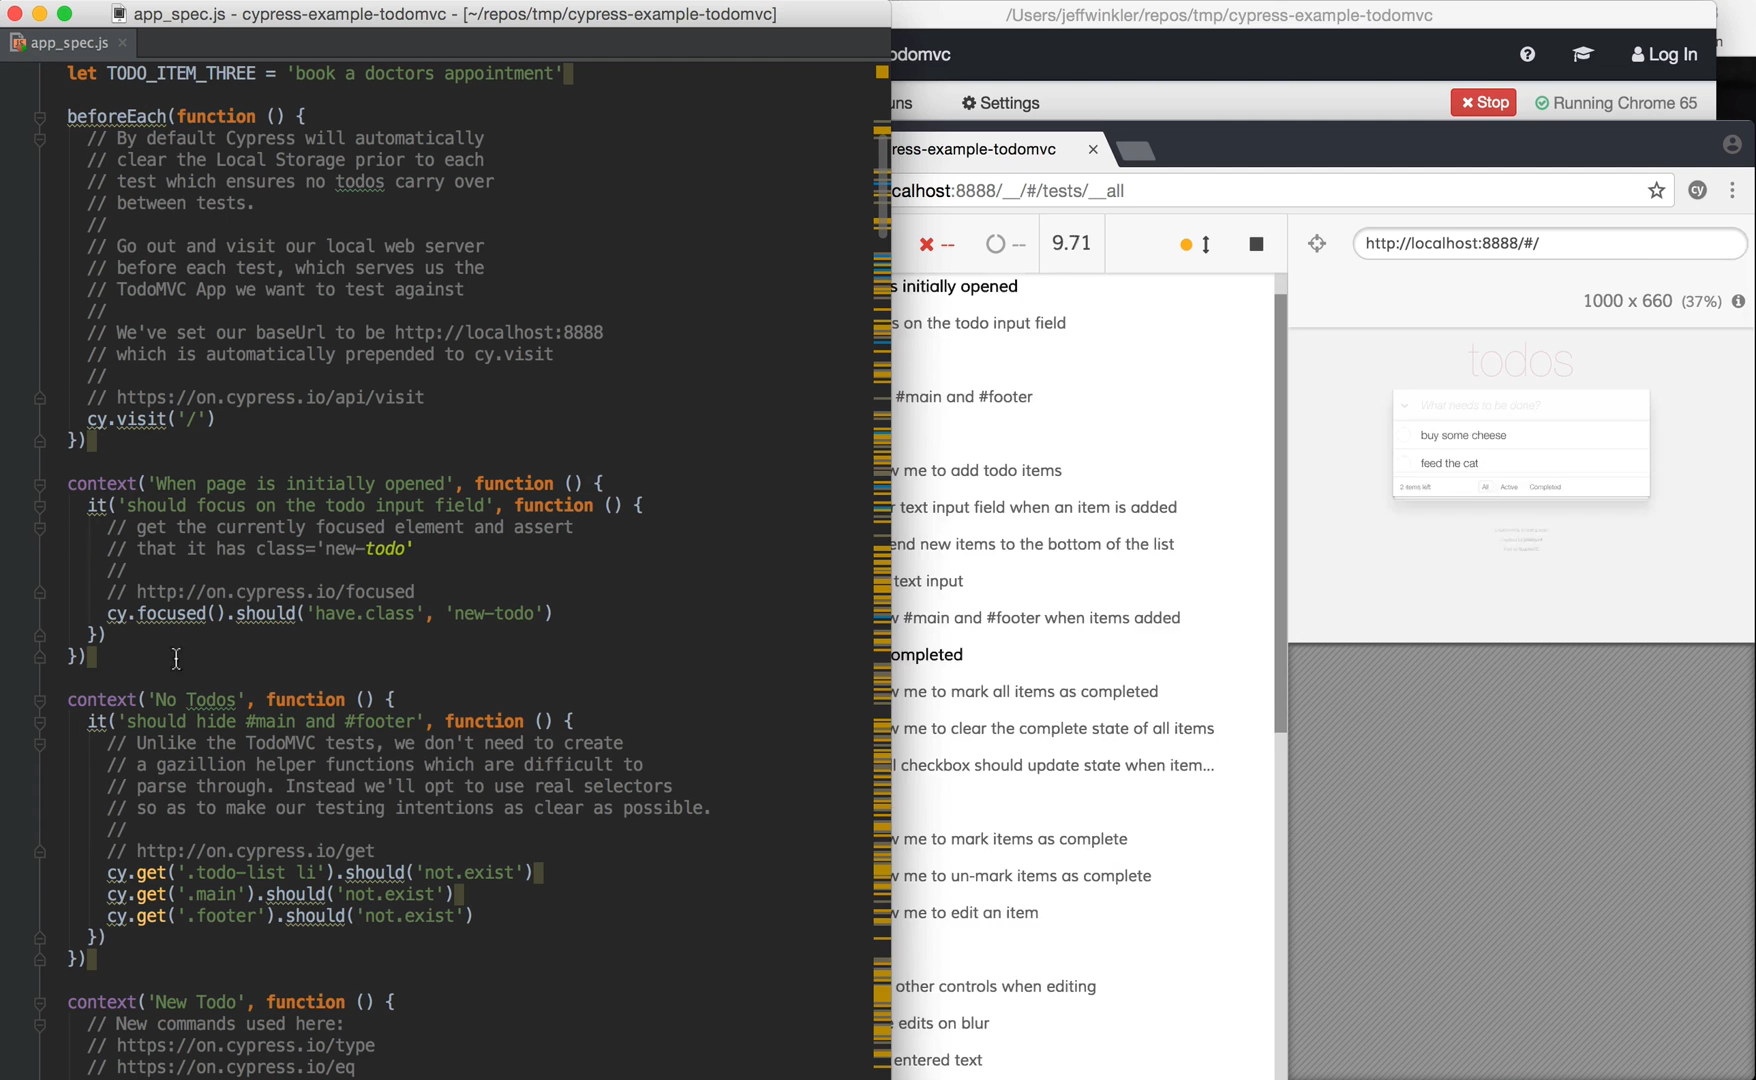 app_spec.js - cypress-example-todomvc - [~/repos/tmp/cypress-example-todomvc]
app_spec.js
let TODO_ITEM_THREE = 'book a doctors appointment'
beforeEach(function () {
// By default Cypress will automatically
// clear the Local Storage prior to each
// test which ensures no todos carry over
// between tests.
//
// Go out and visit our local web server
// before each test, which serves us the
// TodoMVC App we want to test against
//
// We've set our baseUrl to be http://localhost:8888
// which is automatically prepended to cy.visit
//
// https://on.cypress.io/api/visit
cy.visit('/')
})
context('When page is initially opened', function () {
it('should focus on the todo input field', function () {
// get the currently focused element and assert
// that it has class='new-todo'
//
// http://on.cypress.io/focused
cy.focused().should('have.class', 'new-todo')
})
})
context('No Todos', function () {
it('should hide #main and #footer', function () {
// Unlike the TodoMVC tests, we don't need to create
// a gazillion helper functions which are difficult to
// parse through. Instead we'll opt to use real selectors
// so as to make our testing intentions as clear as possible.
//
// http://on.cypress.io/get
cy.get('.todo-list li').should('not.exist')
cy.get('.main').should('not.exist')
cy.get('.footer').should('not.exist')
})
})
context('New Todo', function () {
// New commands used here:
// https://on.cypress.io/type
// https://on.cypress.io/eq
/Users/jeffwinkler/repos/tmp/cypress-example-todomvc
odomvc
Log In
uns
Settings
Stop
Running Chrome 65
ress-example-todomvc
calhost:8888/__/#/tests/__all
cy
--
--
9.71
http://localhost:8888/#/
1000 x 660 (37%)
s initially opened
s on the todo input field
#main and #footer
w me to add todo items
r text input field when an item is added
end new items to the bottom of the list
text input
w #main and #footer when items added
ompleted
w me to mark all items as completed
w me to clear the complete state of all items
l checkbox should update state when item...
w me to mark items as complete
w me to un-mark items as complete
w me to edit an item
other controls when editing
e edits on blur
entered text
todos
What needs to be done?
buy some cheese
feed the cat
2 items left
All
Active
Completed